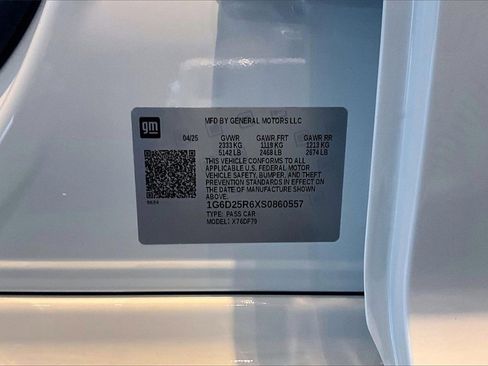 gm
MFD BY GENERAL MOTORS LLC
04/25 GVWR GAWR FRT GAWR RR
2333 KG 1119 KG 1213 KG
5142 LB 2468 LB 2674 LB
THIS VEHICLE CONFORMS TO ALL
APPLICABLE U.S. FEDERAL MOTOR
VEHICLE SAFETY, BUMPER, AND THEFT
PREVENTION STANDARDS IN EFFECT ON
THE DATE OF MANUFACTURE SHOWN
ABOVE.
1G6D25R6XS0860557
TYPE: PASS CAR
MODEL: X76DF79